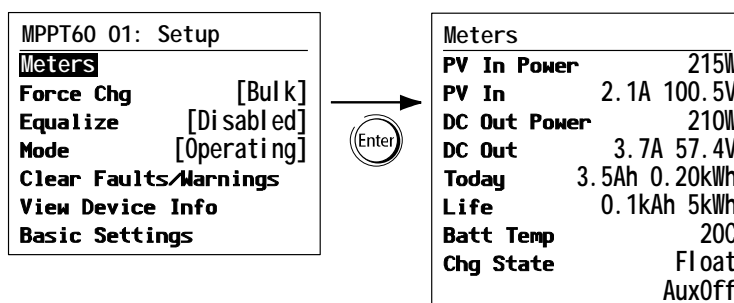 MPPT60 01: Setup
Meters
Force Chg [Bulk]
Equalize [Disabled]
Mode [Operating]
Clear Faults/Warnings
View Device Info
Basic Settings
Enter
Meters
PV In Power 215W
PV In 2.1A 100.5V
DC Out Power 210W
DC Out 3.7A 57.4V
Today 3.5Ah 0.20kWh
Life 0.1kAh 5kWh
Batt Temp 20C
Chg State Float
AuxOff